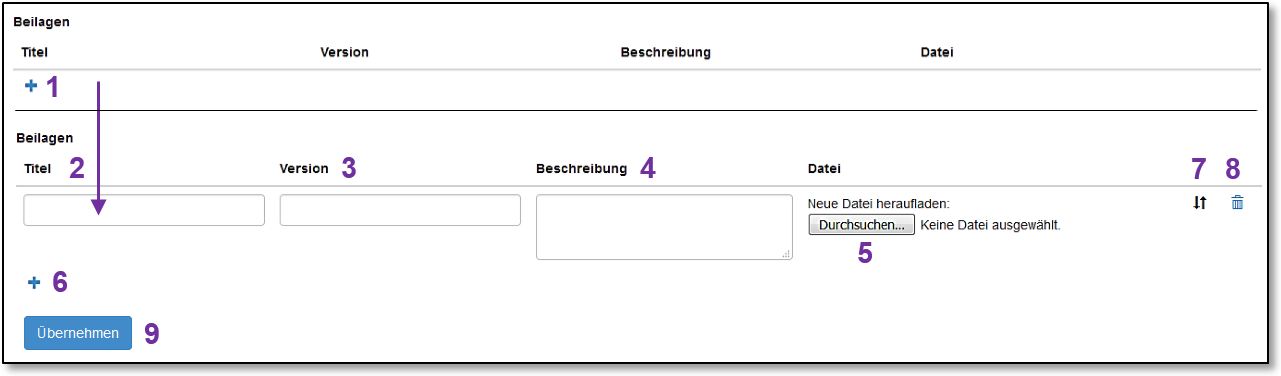 Beilagen
Titel Version Beschreibung Datei
1
Beilagen
Titel 2 Version 3 Beschreibung 4 Datei 7 8
Neue Datei heraufladen:
Durchsuchen... Keine Datei ausgewählt.
5
6
Übernehmen 9